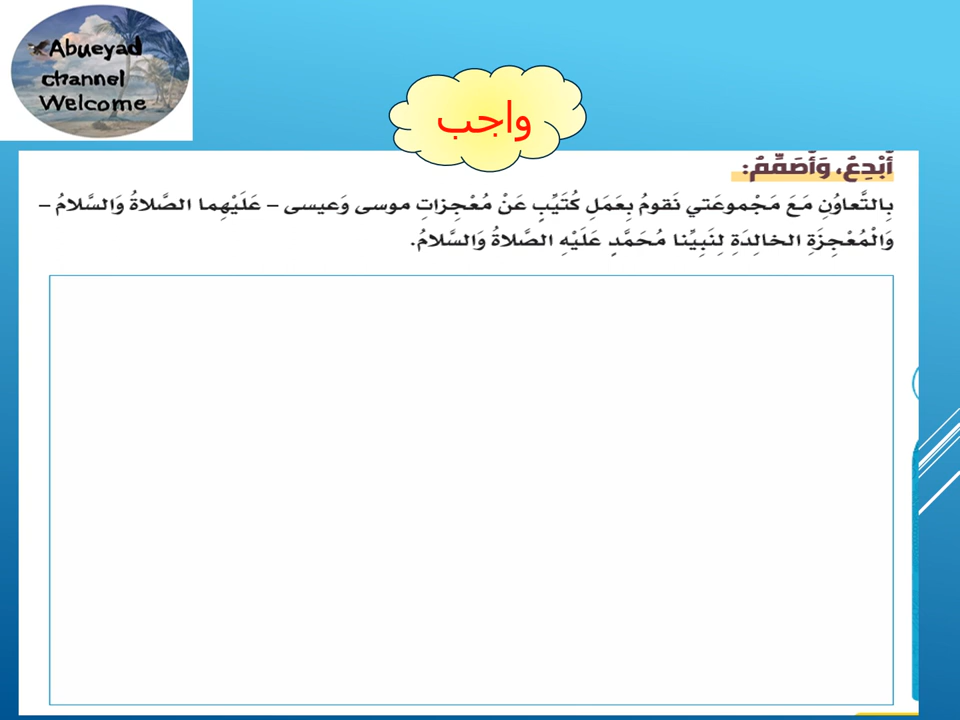 Abueyad
channel
Welcome
واجب
أُبْدِعُ، وَأُصَمِّمُ:
بِالتَّعاوُنِ مَعَ مَجْموعَتي نَقومُ بِعَمَلِ كُتَيِّبٍ عَنْ مُعْجِزاتِ موسى وَعيسى – عَلَيْهِما الصَّلاةُ وَالسَّلامُ –
وَالْمُعْجِزَةِ الخالِدَةِ لِنَبِيِّنا مُحَمَّدٍ عَلَيْهِ الصَّلاةُ وَالسَّلامُ.